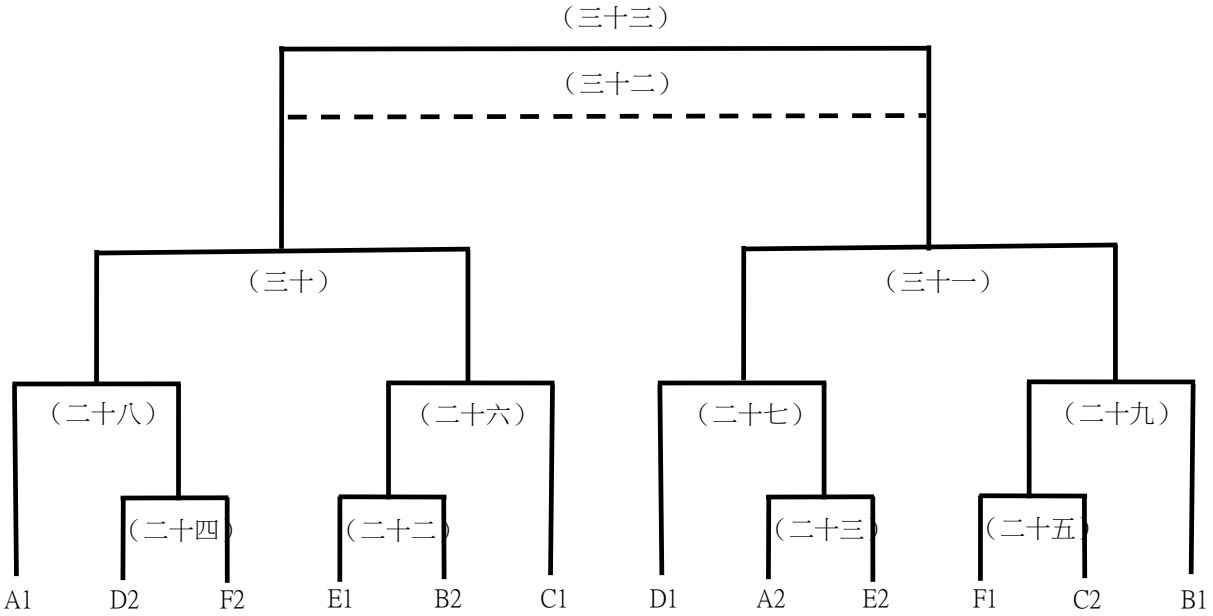 （三十三）
（三十二）
（三十） （三十一）
（二十八） （二十六） （二十七） （二十九）
（二十四） （二十二） （二十三） （二十五）
A1 D2 F2 E1 B2 C1 D1 A2 E2 F1 C2 B1